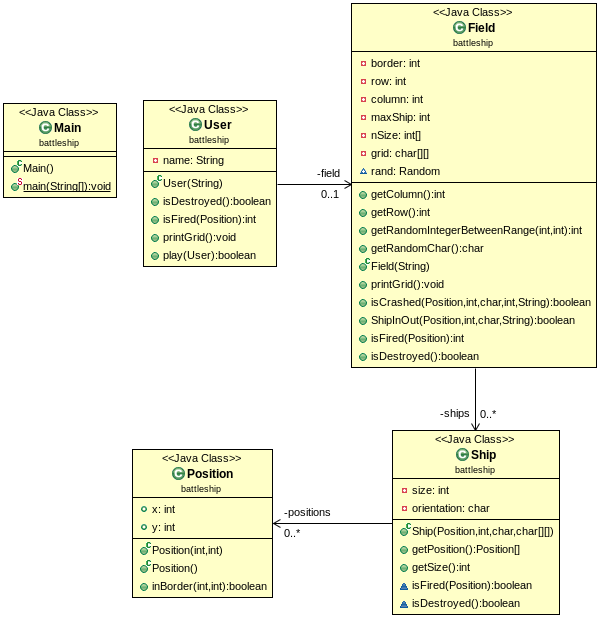 <<Java Class>>
Main
battleship
Main()
main(String[]):void
<<Java Class>>
User
battleship
name: String
User(String)
isDestroyed():boolean
isFired(Position):int
printGrid():void
play(User):boolean
-field
0..1
<<Java Class>>
Field
battleship
border: int
row: int
column: int
maxShip: int
nSize: int[]
grid: char[][]
rand: Random
getColumn():int
getRow():int
getRandomIntegerBetweenRange(int,int):int
getRandomChar():char
Field(String)
printGrid():void
isCrashed(Position,int,char,int,String):boolean
ShipInOut(Position,int,char,String):boolean
isFired(Position):int
isDestroyed():boolean
-ships
0..*
<<Java Class>>
Ship
battleship
size: int
orientation: char
Ship(Position,int,char,char[][])
getPosition():Position[]
getSize():int
isFired(Position):boolean
isDestroyed():boolean
-positions
0..*
<<Java Class>>
Position
battleship
x: int
y: int
Position(int,int)
Position()
inBorder(int,int):boolean